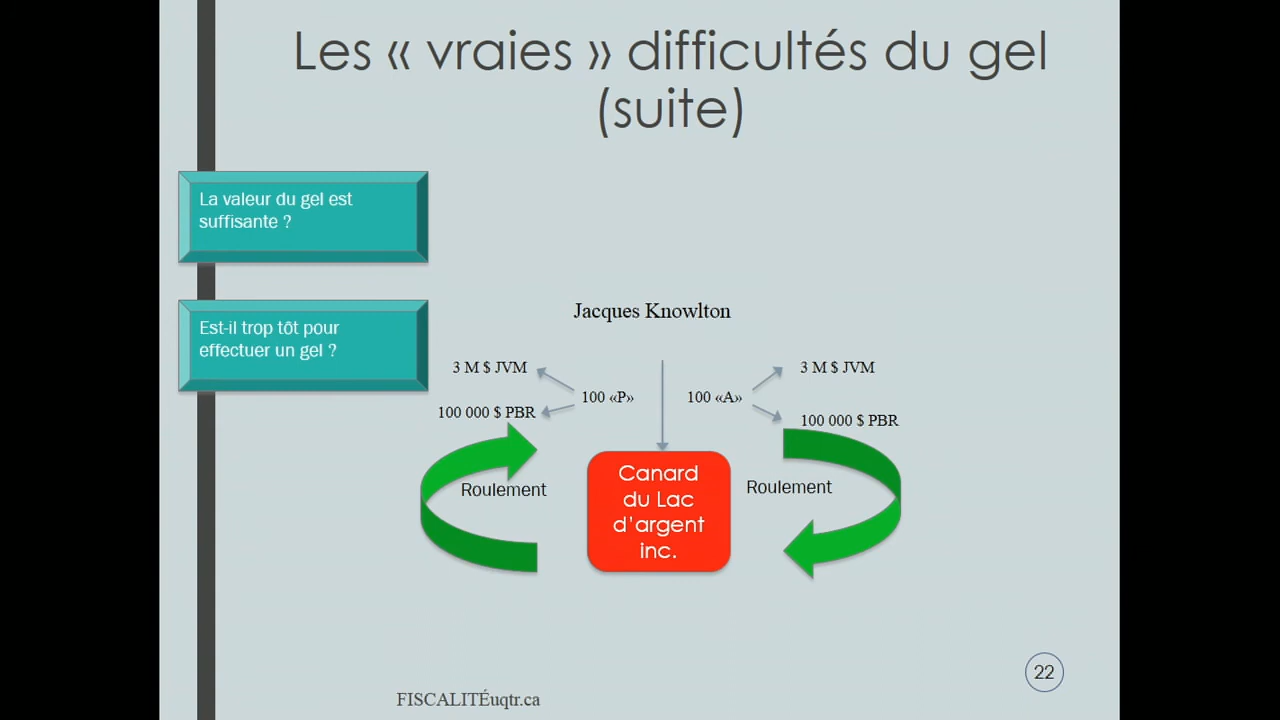 Les « vraies » difficultés du gel
(suite)
La valeur du gel est
suffisante ?
Est-il trop tôt pour
effectuer un gel ?
Jacques Knowlton
3 M $ JVM
3 M $ JVM
100 «P»
100 «A»
100 000 $ PBR
100 000 $ PBR
Roulement
Canard
du Lac
d'argent
inc.
Roulement
22
FISCALITÉuqtr.ca